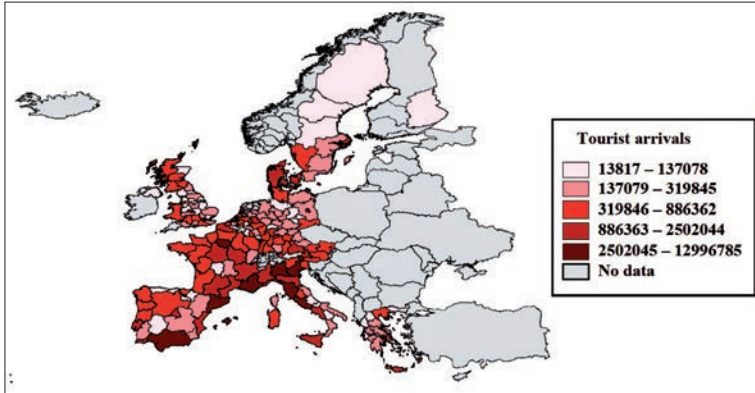 Tourist arrivals
13817 – 137078
137079 – 319845
319846 – 886362
886363 – 2502044
2502045 – 12996785
No data
: